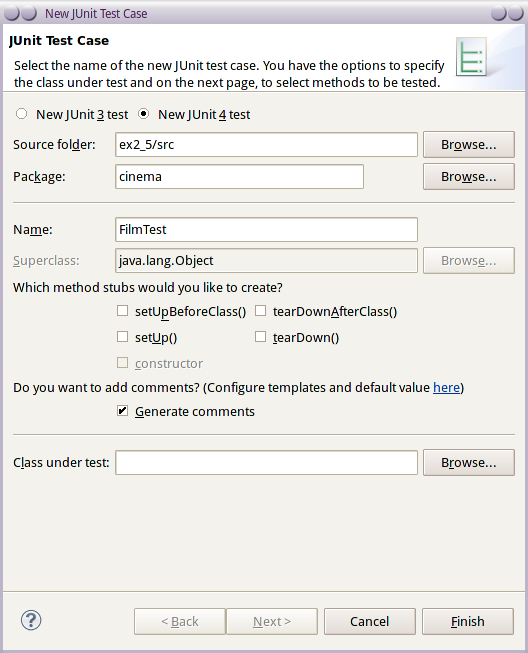 New JUnit Test Case
JUnit Test Case
Select the name of the new JUnit test case. You have the options to specify
the class under test and on the next page, to select methods to be tested.
New JUnit 3 test New JUnit 4 test
Source folder: ex2_5/src Browse...
Package: cinema Browse...
Name: FilmTest
Superclass: java.lang.Object Browse...
Which method stubs would you like to create?
setUpBeforeClass() tearDownAfterClass()
setUp() tearDown()
constructor
Do you want to add comments? (Configure templates and default value here)
Generate comments
Class under test: Browse...
? < Back Next > Cancel Finish